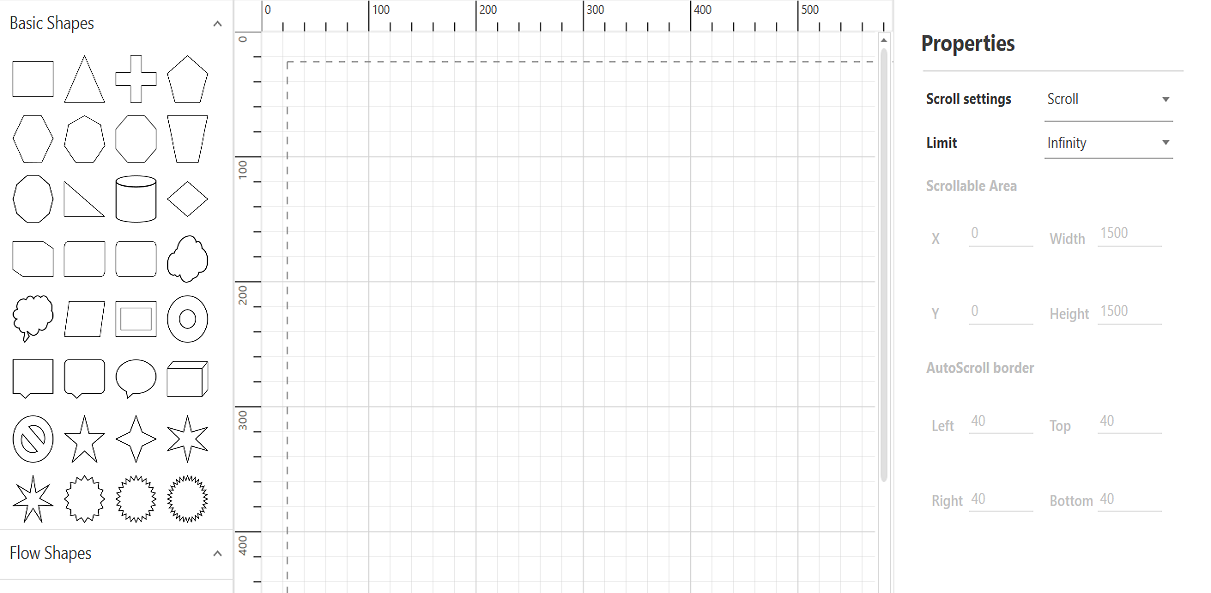 Basic Shapes
Flow Shapes
0 100 200 300 400 500
0
100
200
300
400
Properties
Scroll settings Scroll
Limit Infinity
Scrollable Area
X 0 Width 1500
Y 0 Height 1500
AutoScroll border
Left 40 Top 40
Right 40 Bottom 40